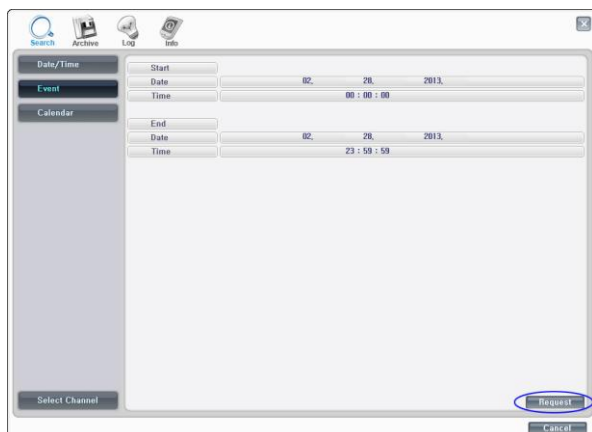 Search Archive Log Info
Date/Time
Event
Calendar
Start
Date 02, 28, 2013,
Time 00 : 00 : 00
End
Date 02, 28, 2013,
Time 23 : 59 : 59
Select Channel
Request
Cancel